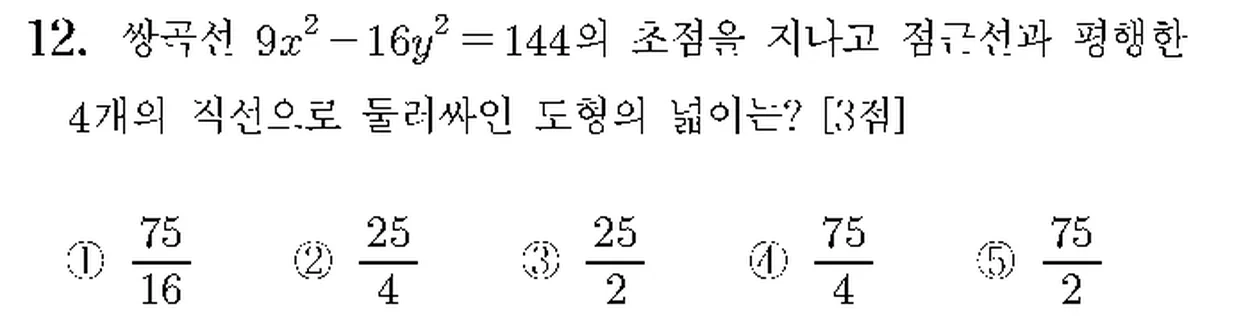 12. 쌍곡선 9x² − 16y² = 144의 초점을 지나고 점근선과 평행한
4개의 직선으로 둘러싸인 도형의 넓이는? [3점]
① 75/16 ② 25/4 ③ 25/2 ④ 75/4 ⑤ 75/2